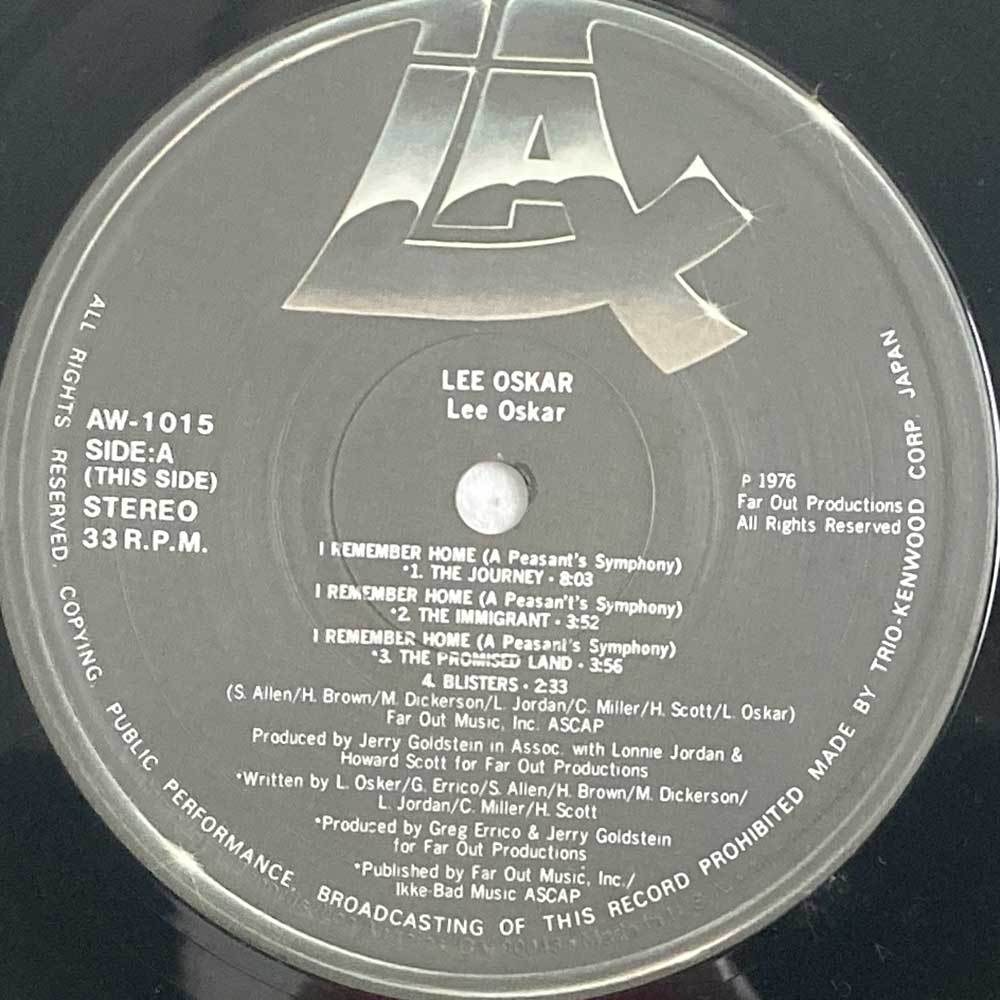 LAX
LEE OSKAR
Lee Oskar
AW-1015
SIDE:A
(THIS SIDE)
STEREO
33 R.P.M.
P 1976
Far Out Productions
All Rights Reserved
I REMEMBER HOME (A Peasant's Symphony)
*1. THE JOURNEY · 8:03
I REMEMBER HOME (A Peasan't's Symphony)
*2. THE IMMIGRANT · 3:52
I REMEMBER HOME (A Peasant's Symphony)
*3. THE PROMISED LAND · 3:56
4. BLISTERS · 2:33
(S. Allen/H. Brown/M. Dickerson/L. Jordan/C. Miller/H. Scott/L. Oskar)
Far Out Music, Inc. ASCAP
Produced by Jerry Goldstein in Assoc. with Lonnie Jordan &
Howard Scott for Far Out Productions
*Written by L. Osker/G. Errico/S. Allen/H. Brown/M. Dickerson/
L. Jordan/C. Miller/H. Scott
*Produced by Greg Errico & Jerry Goldstein
for Far Out Productions
*Published by Far Out Music, Inc./
Ikke-Bad Music ASCAP
ALL RIGHTS RESERVED. COPYING, PUBLIC PERFORMANCE, BROADCASTING OF THIS RECORD PROHIBITED MADE BY TRIO-KENWOOD CORP. JAPAN